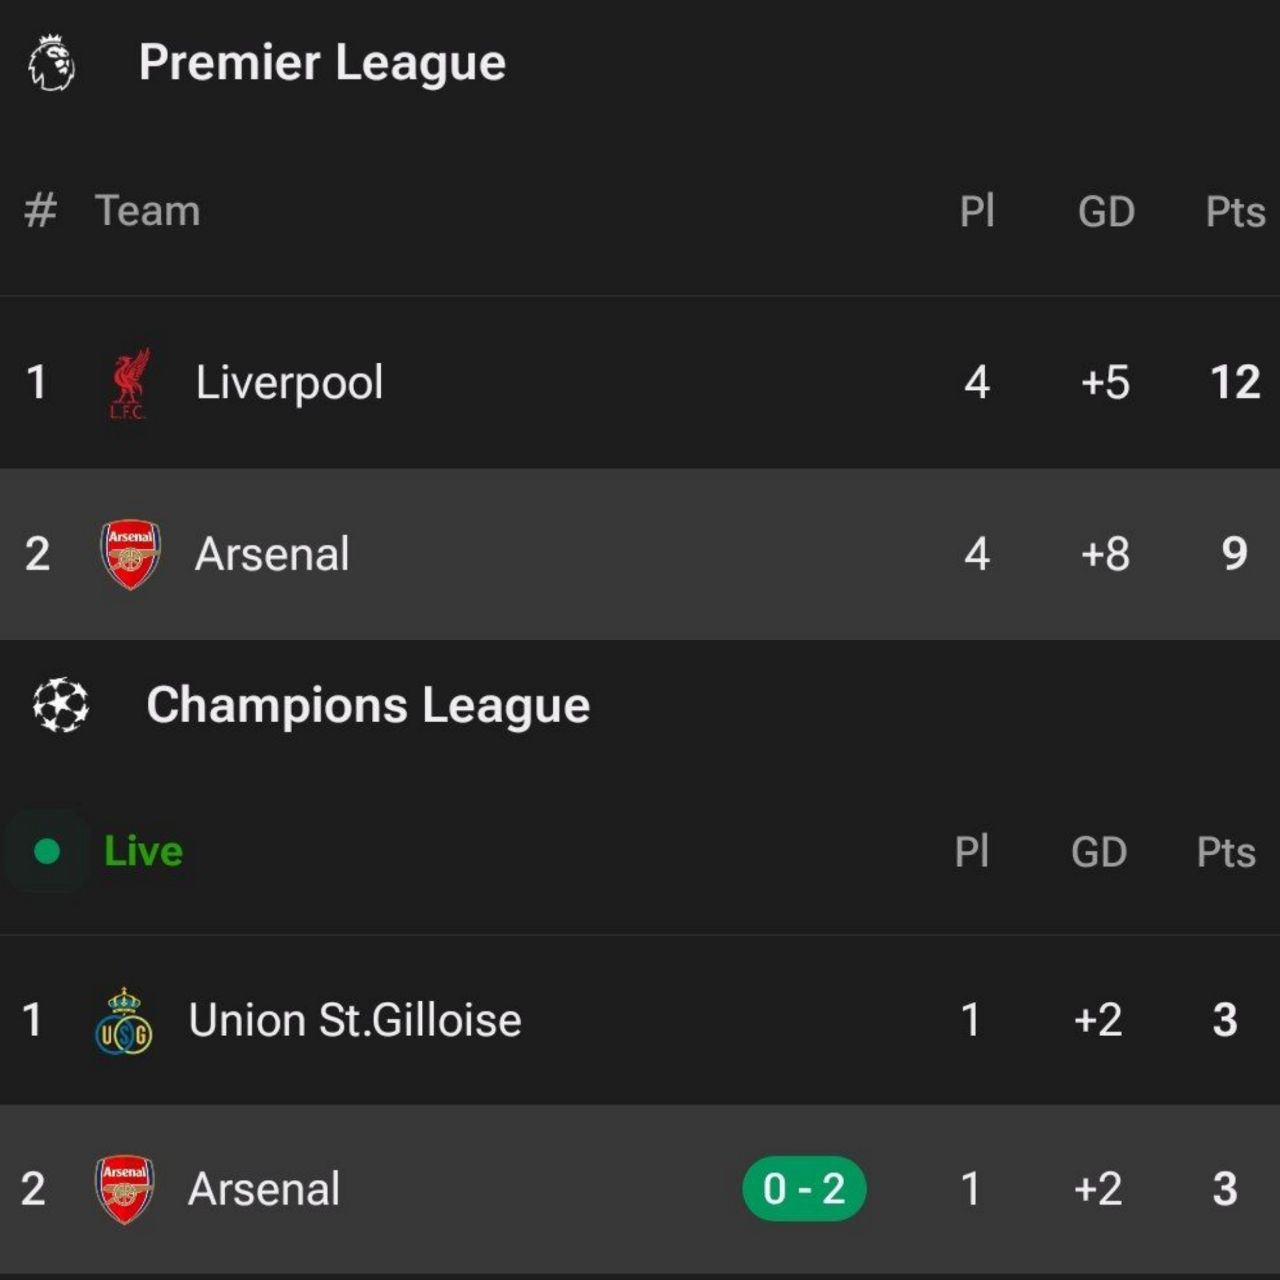 Premier League
# Team Pl GD Pts
1 L.F.C. Liverpool 4 +5 12
2 Arsenal Arsenal 4 +8 9
Champions League
Live Pl GD Pts
1 USG Union St.Gilloise 1 +2 3
2 Arsenal Arsenal 0 - 2 1 +2 3